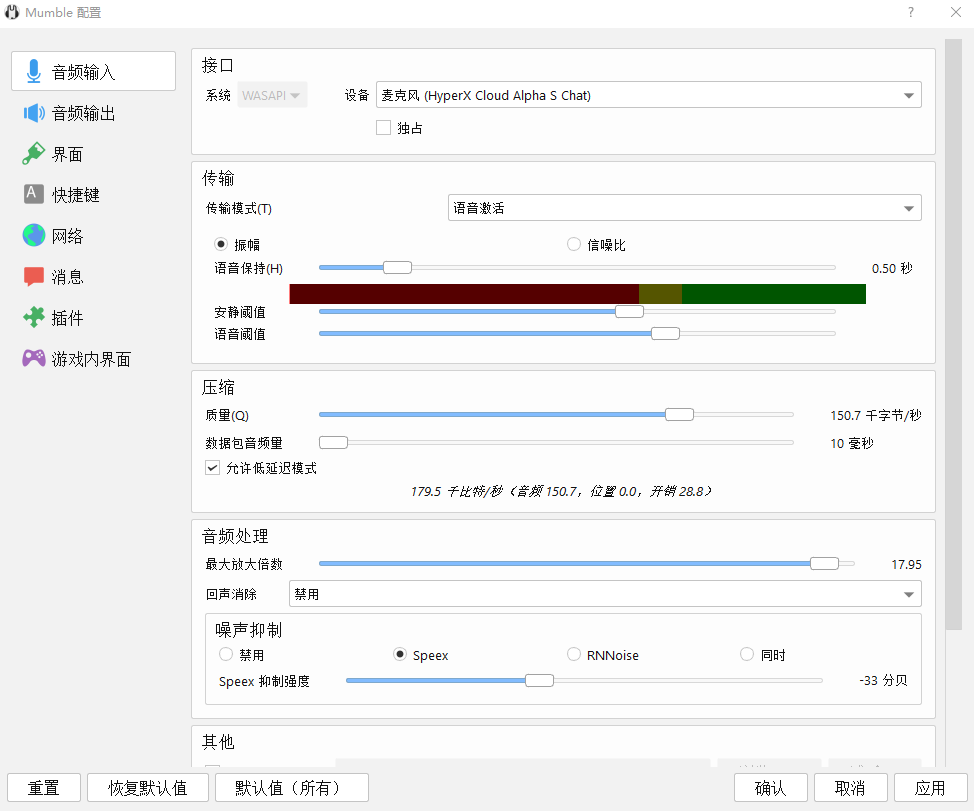 Mumble 配置
?
音频输入
音频输出
界面
A 快捷键
网络
消息
插件
游戏内界面
接口
系统 WASAPI 设备 麦克风 (HyperX Cloud Alpha S Chat)
独占
传输
传输模式(T) 语音激活
振幅 信噪比
语音保持(H) 0.50 秒
安静阈值
语音阈值
压缩
质量(Q) 150.7 千字节/秒
数据包音频量 10 毫秒
允许低延迟模式
179.5 千比特/秒（音频 150.7，位置 0.0，开销 28.8）
音频处理
最大放大倍数 17.95
回声消除 禁用
噪声抑制
禁用 Speex RNNoise 同时
Speex 抑制强度 -33 分贝
其他
重置 恢复默认值 默认值（所有） 确认 取消 应用